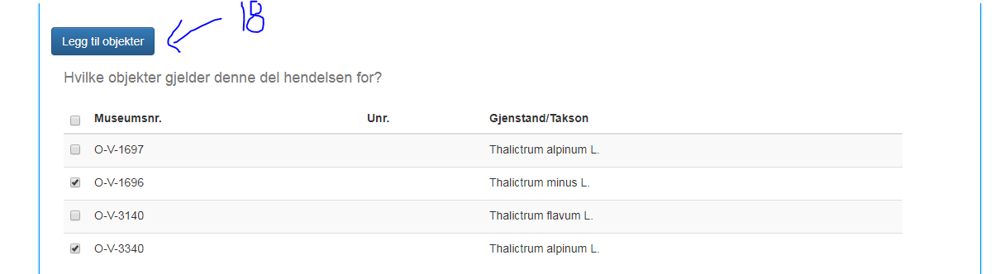 18
Legg til objekter
Hvilke objekter gjelder denne del hendelsen for?
Museumsnr. Unr. Gjenstand/Takson
O-V-1697 Thalictrum alpinum L.
O-V-1696 Thalictrum minus L.
O-V-3140 Thalictrum flavum L.
O-V-3340 Thalictrum alpinum L.